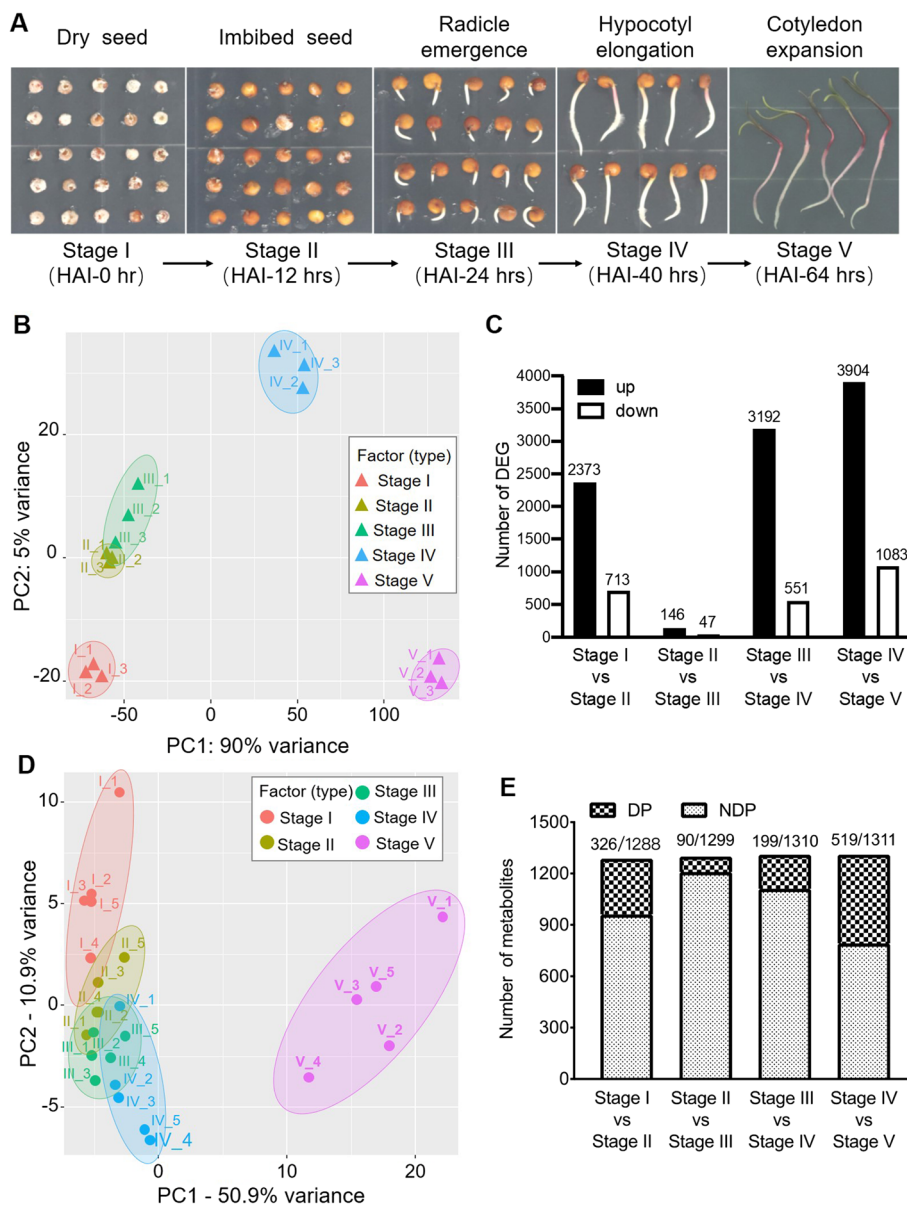 A
Dry seed
Imbibed seed
Radicle
emergence
Hypocotyl
elongation
Cotyledon
expansion
Stage I
(HAI-0 hr)
Stage II
(HAI-12 hrs)
Stage III
(HAI-24 hrs)
Stage IV
(HAI-40 hrs)
Stage V
(HAI-64 hrs)
B
PC2: 5% variance
20
0
-20
IV_1
IV_3
IV_2
III_1
III_2
III_3
II_1
II_2
II_3
I_1
I_3
I_2
V_1
V_2
V_3
Factor (type)
Stage I
Stage II
Stage III
Stage IV
Stage V
-50
0
50
100
PC1: 90% variance
C
Number of DEG
4000
3500
3000
2500
2000
1500
1000
500
0
up
down
2373
713
146
47
3192
551
3904
1083
Stage I
vs
Stage II
Stage II
vs
Stage III
Stage III
vs
Stage IV
Stage IV
vs
Stage V
D
PC2 - 10.9% variance
10
5
0
-5
Factor (type)
Stage I
Stage II
Stage III
Stage IV
Stage V
I_1
I_3
I_2
I_5
I_4
II_5
II_3
II_4
II_2
II_1
IV_1
III_5
III_1
III_2
III_4
III_3
IV_2
IV_3
IV_5
IV_4
V_1
V_5
V_3
V_2
V_4
0
10
20
PC1 - 50.9% variance
E
Number of metabolites
1500
1200
900
600
300
0
DP
NDP
326/1288
90/1299
199/1310
519/1311
Stage I
vs
Stage II
Stage II
vs
Stage III
Stage III
vs
Stage IV
Stage IV
vs
Stage V